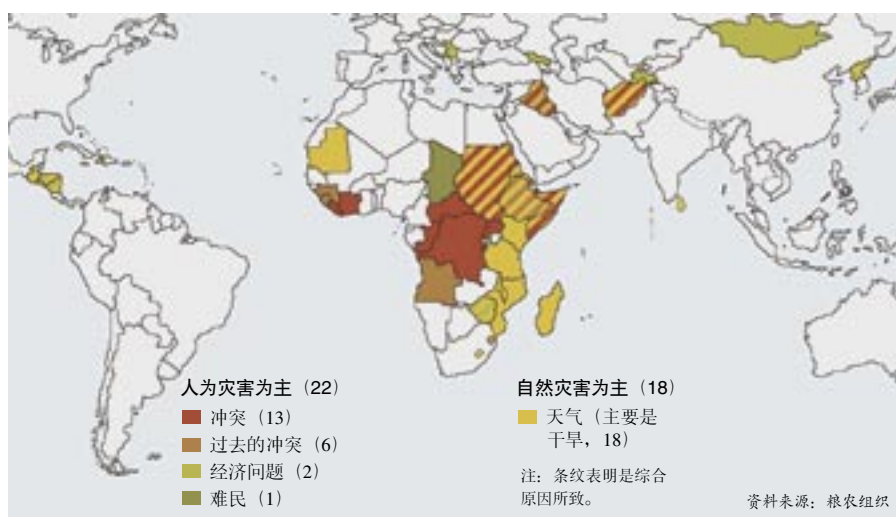 人为灾害为主（22）
冲突（13）
过去的冲突（6）
经济问题（2）
难民（1）
自然灾害为主（18）
天气（主要是
干旱，18）
注：条纹表明是综合
原因所致。
资料来源：粮农组织